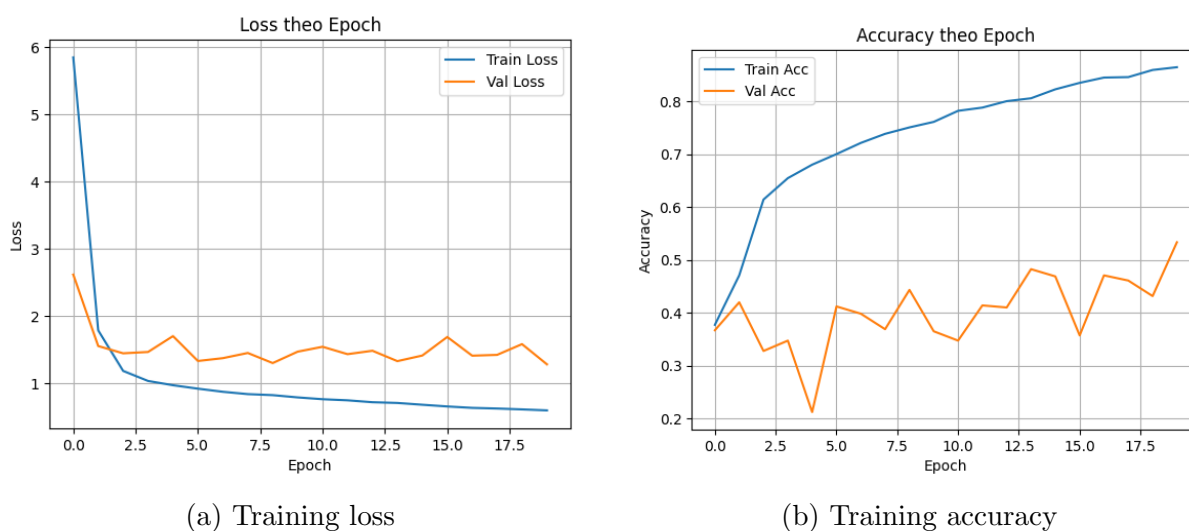 Loss theo Epoch
6
5
4
3
2
1
Loss
0.0 2.5 5.0 7.5 10.0 12.5 15.0 17.5
Epoch
Train Loss
Val Loss
(a) Training loss
Accuracy theo Epoch
0.8
0.7
0.6
0.5
0.4
0.3
0.2
Accuracy
0.0 2.5 5.0 7.5 10.0 12.5 15.0 17.5
Epoch
Train Acc
Val Acc
(b) Training accuracy